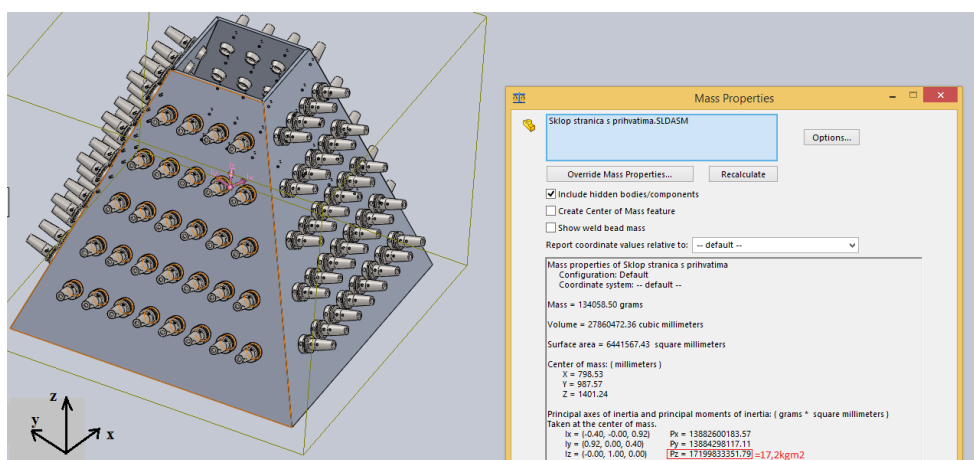 Mass Properties
Sklop stranica s prihvatima.SLDASM
Options...
Override Mass Properties...
Recalculate
Include hidden bodies/components
Create Center of Mass feature
Show weld bead mass
Report coordinate values relative to: -- default --
Mass properties of Sklop stranica s prihvatima
Configuration: Default
Coordinate system: -- default --
Mass = 134058.50 grams
Volume = 27860472.36 cubic millimeters
Surface area = 6441567.43 square millimeters
Center of mass: ( millimeters )
X = 798.53
Y = 987.57
Z = 1401.24
Principal axes of inertia and principal moments of inertia: ( grams * square millimeters )
Taken at the center of mass.
Ix = (-0.40, -0.00, 0.92) Px = 13882600183.57
Iy = (0.92, 0.00, 0.40) Py = 13884298117.11
Iz = (-0.00, 1.00, 0.00) Pz = 17199833351.79 =17,2kgm2
z
y
x